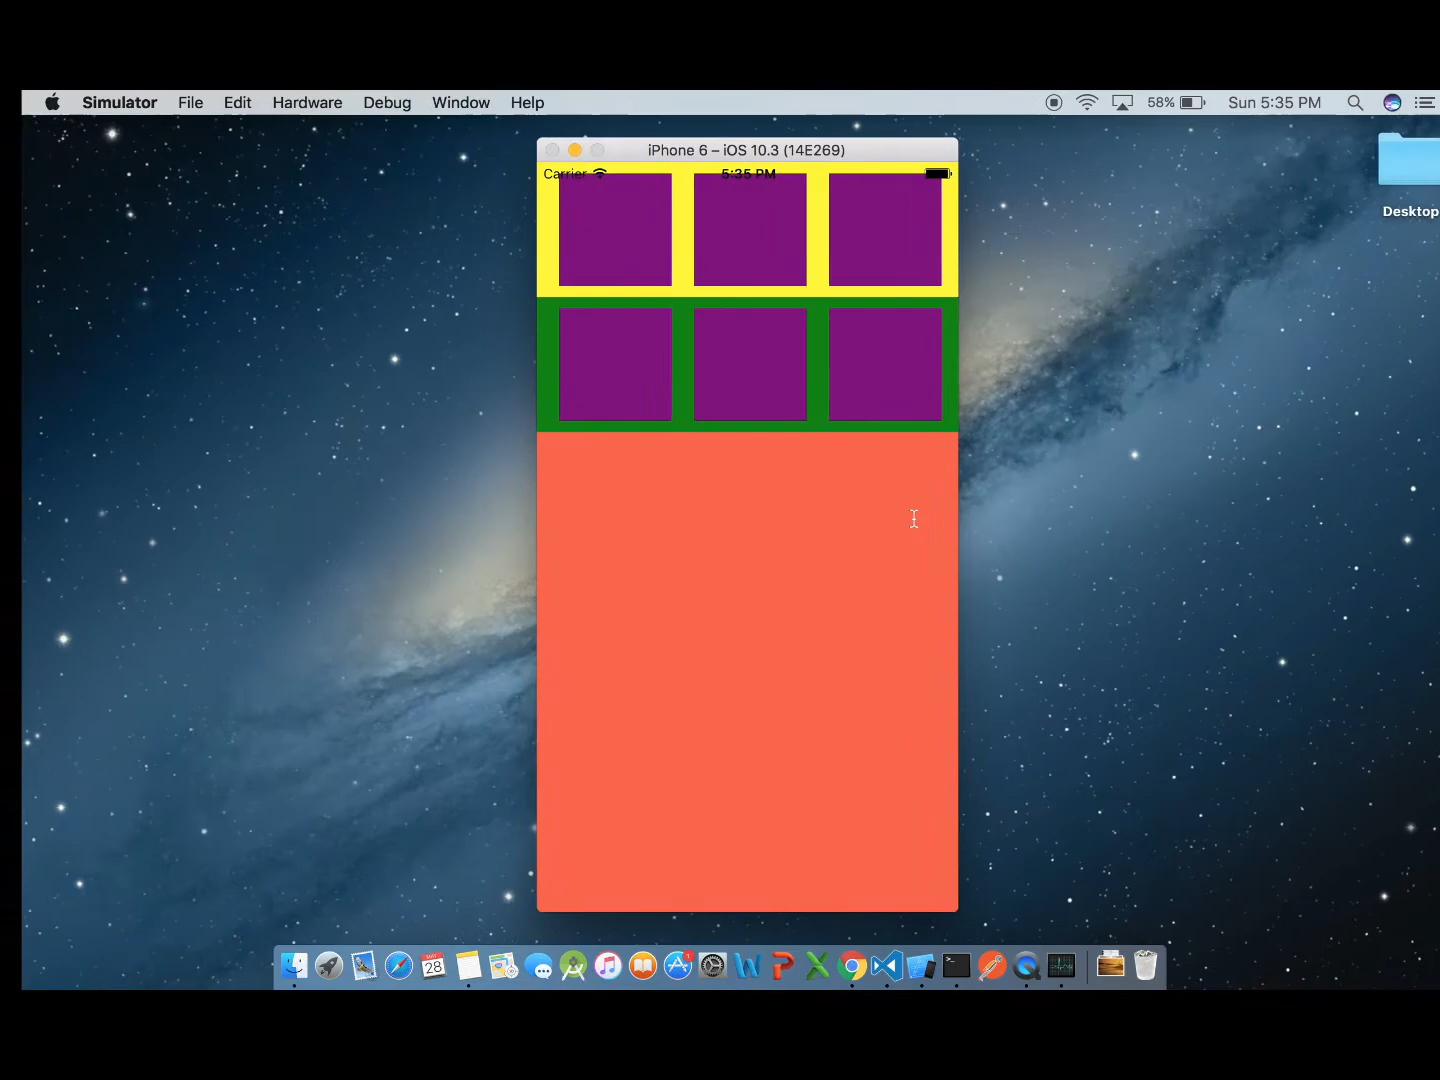 Simulator File Edit Hardware Debug Window Help 58% Sun 5:35 PM
iPhone 6 – iOS 10.3 (14E269)
Carrier 5:35 PM
Desktop
28
1